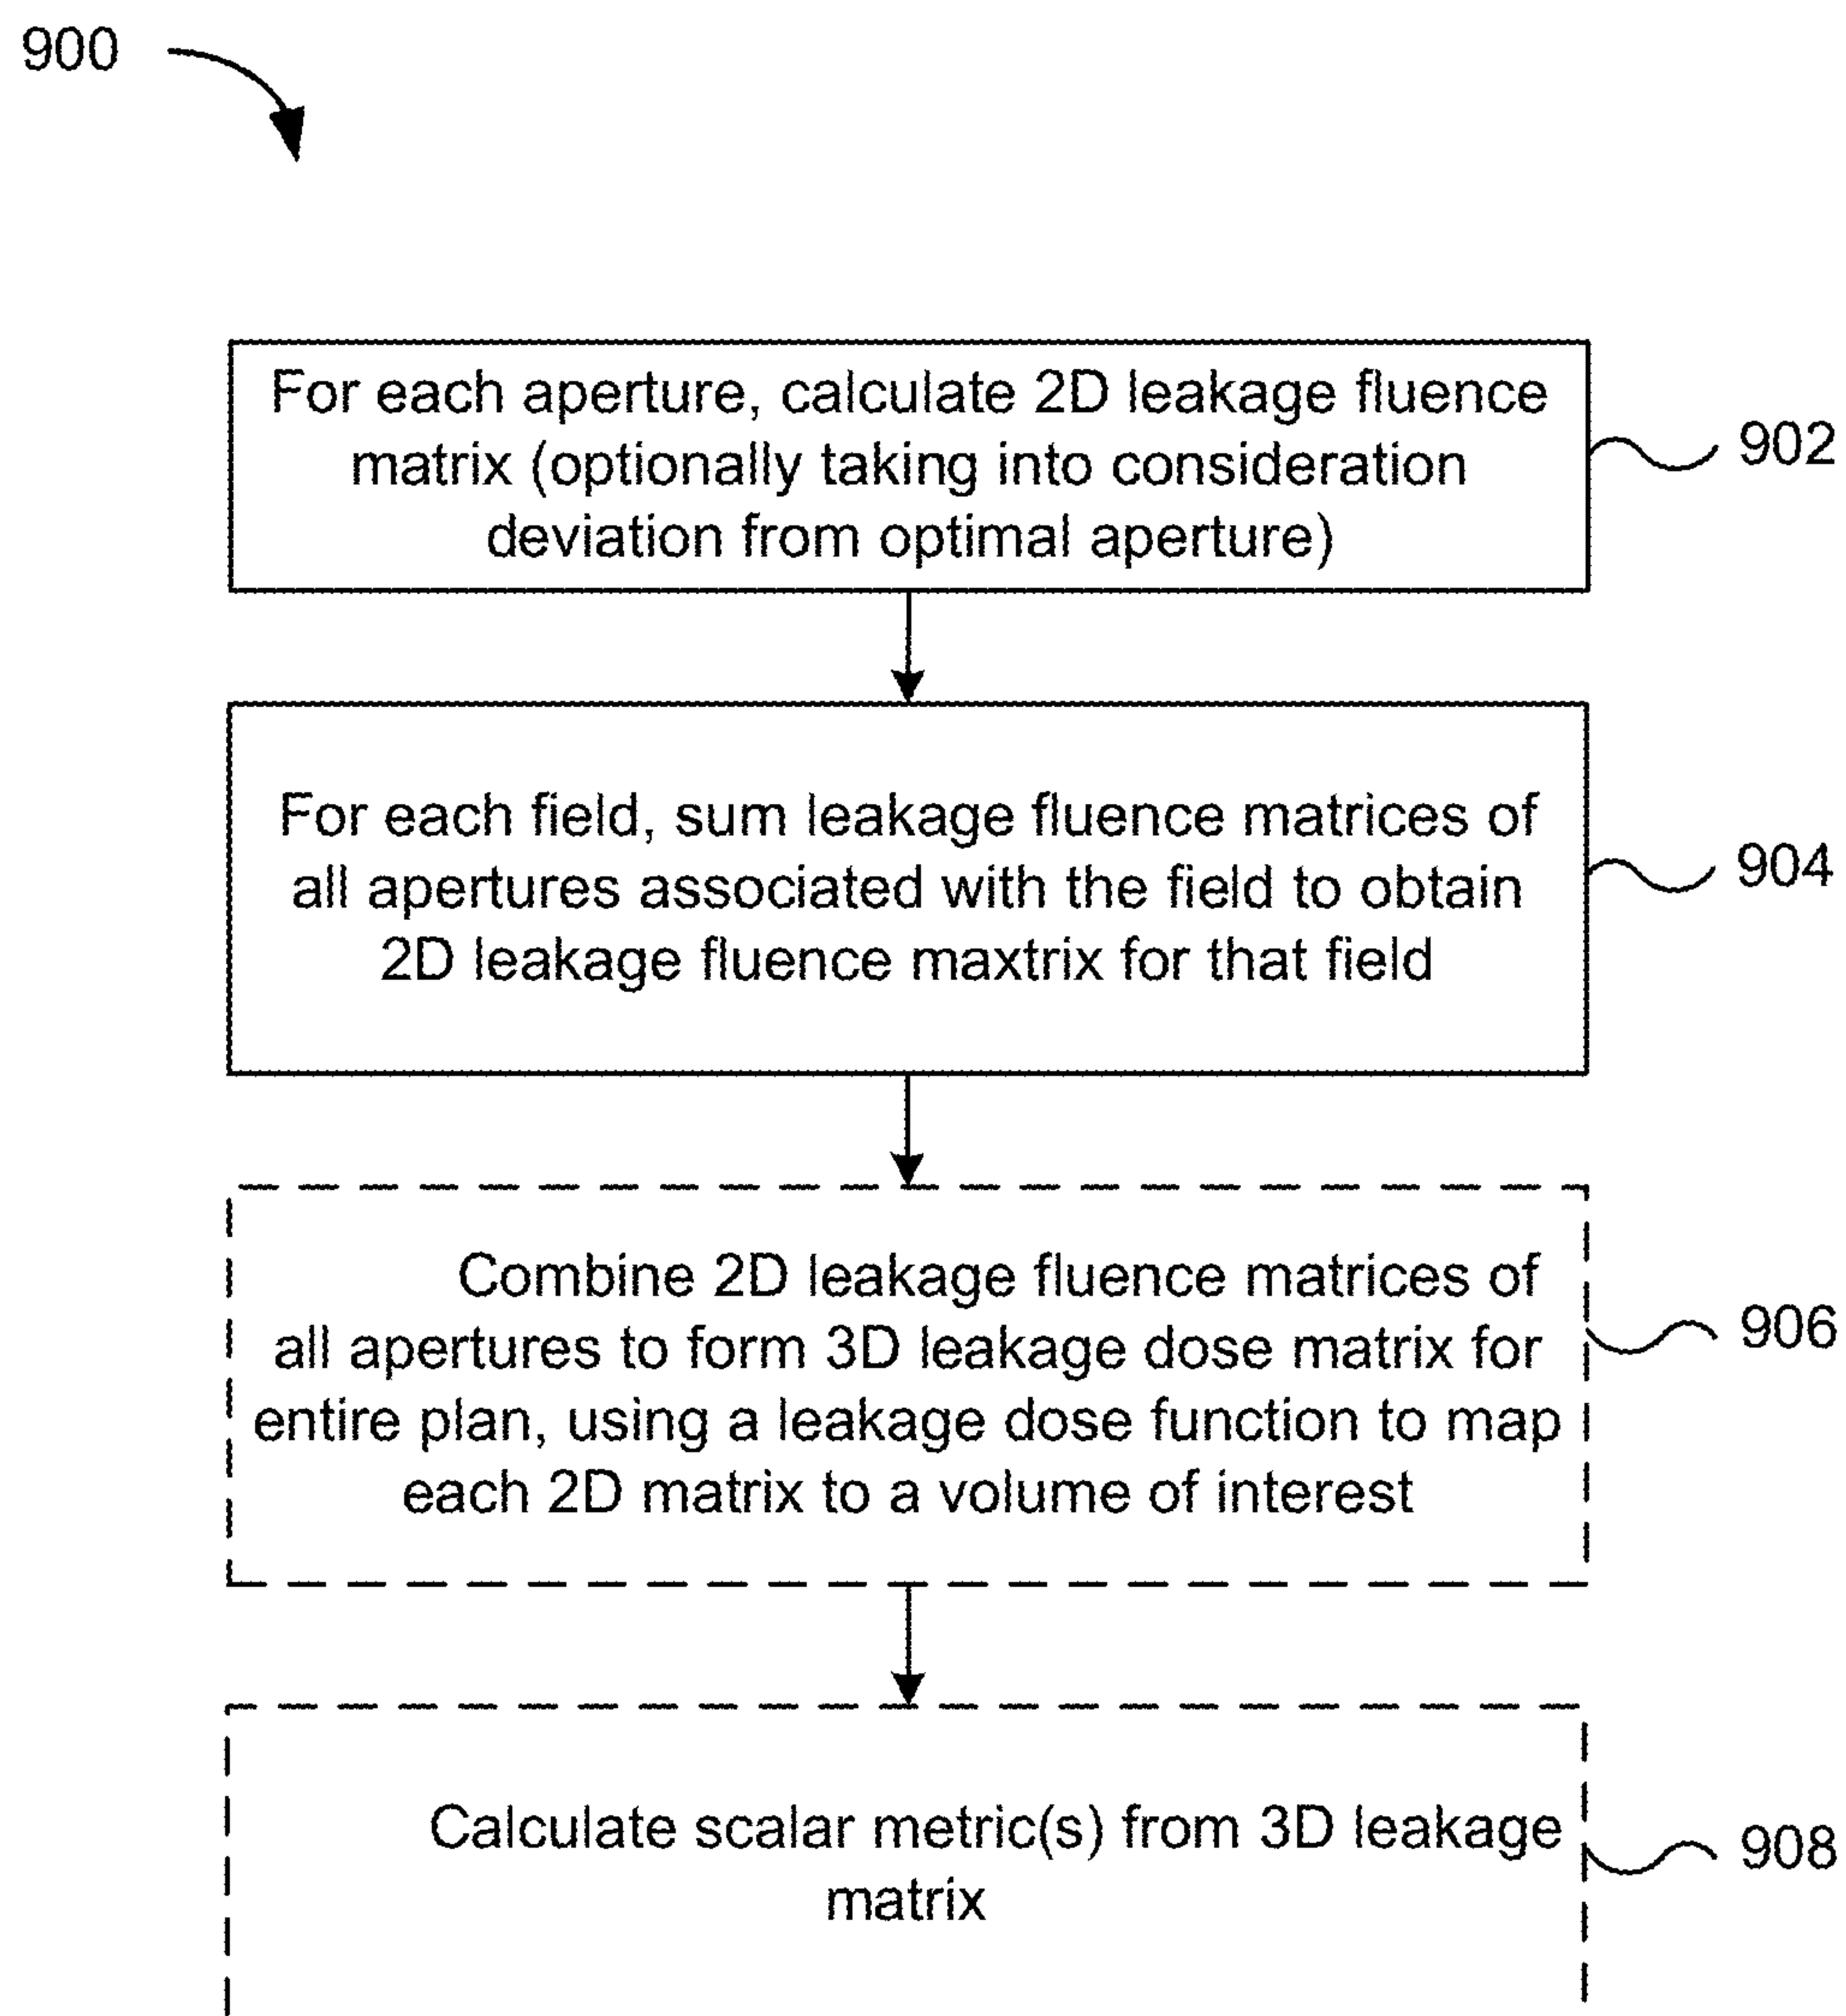 900
For each aperture, calculate 2D leakage fluence
matrix (optionally taking into consideration
deviation from optimal aperture)
902
For each field, sum leakage fluence matrices of
all apertures associated with the field to obtain
2D leakage fluence maxtrix for that field
904
Combine 2D leakage fluence matrices of
all apertures to form 3D leakage dose matrix for
entire plan, using a leakage dose function to map
each 2D matrix to a volume of interest
906
Calculate scalar metric(s) from 3D leakage
matrix
908